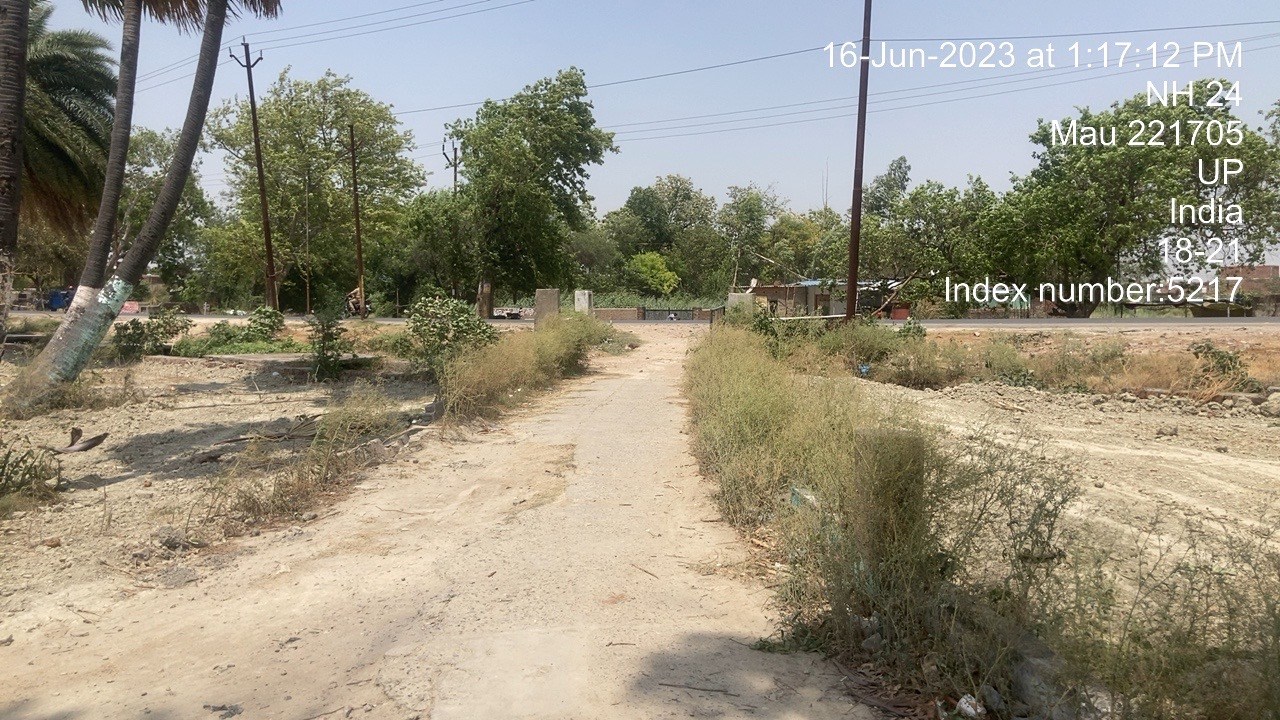 16-Jun-2023 at 1:17:12 PM
NH 24
Mau 221705
UP
India
18-21
Index number:5217